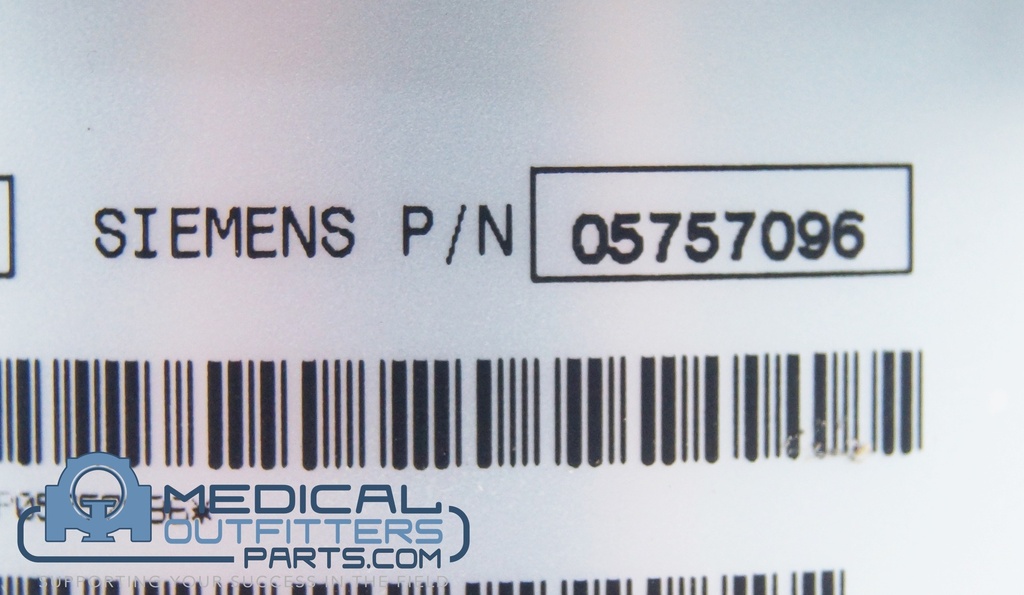 SIEMENS P/N 05757096
MEDICAL
OUTFITTERS
PARTS.COM
SUPPORTING YOUR SUCCESS IN THE FIELD